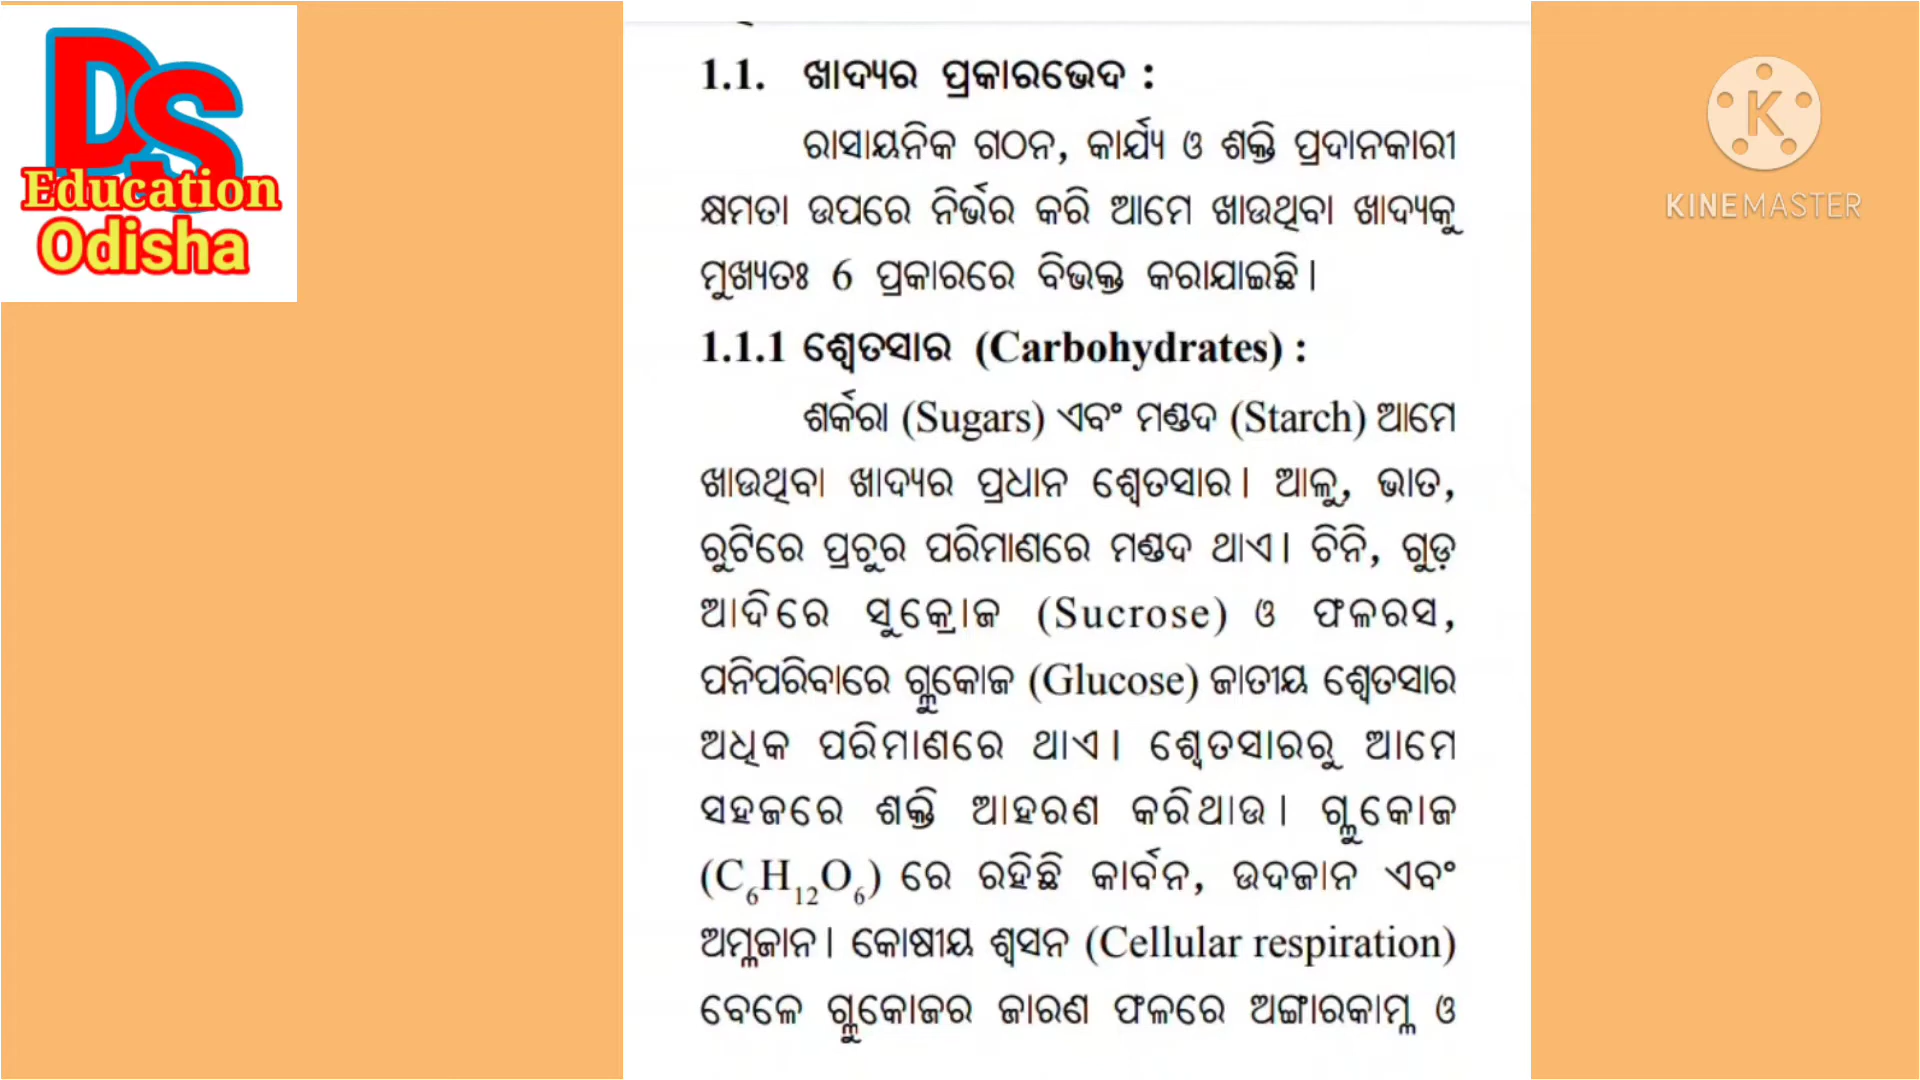 DS
Education
Odisha
K
KINEMASTER
1.1. ଖାଦ୍ୟର ପ୍ରକାରଭେଦ :
ରାସାୟନିକ ଗଠନ, କାର୍ଯ୍ୟ ଓ ଶକ୍ତି ପ୍ରଦାନକାରୀ
କ୍ଷମତା ଉପରେ ନିର୍ଭର କରି ଆମେ ଖାଉଥିବା ଖାଦ୍ୟକୁ
ମୁଖ୍ୟତଃ 6 ପ୍ରକାରରେ ବିଭକ୍ତ କରାଯାଇଛି।
1.1.1 ଶ୍ୱେତସାର (Carbohydrates) :
ଶର୍କରା (Sugars) ଏବଂ ମଣ୍ଡଦ (Starch) ଆମେ
ଖାଉଥିବା ଖାଦ୍ୟର ପ୍ରଧାନ ଶ୍ୱେତସାର। ଆଳୁ, ଭାତ,
ରୁଟିରେ ପ୍ରଚୁର ପରିମାଣରେ ମଣ୍ଡଦ ଥାଏ। ଚିନି, ଗୁଡ଼
ଆଦିରେ ସୁକ୍ରୋଜ (Sucrose) ଓ ଫଳରସ,
ପନିପରିବାରେ ଗ୍ଲୁକୋଜ (Glucose) ଜାତୀୟ ଶ୍ୱେତସାର
ଅଧିକ ପରିମାଣରେ ଥାଏ। ଶ୍ୱେତସାରରୁ ଆମେ
ସହଜରେ ଶକ୍ତି ଆହରଣ କରିଥାଉ। ଗ୍ଲୁକୋଜ
(C₆H₁₂O₆) ରେ ରହିଛି କାର୍ବନ, ଉଦଜାନ ଏବଂ
ଅମ୍ଳଜାନ। କୋଷୀୟ ଶ୍ୱସନ (Cellular respiration)
ବେଳେ ଗ୍ଲୁକୋଜର ଜାରଣ ଫଳରେ ଅଙ୍ଗାରକାମ୍ଳ ଓ